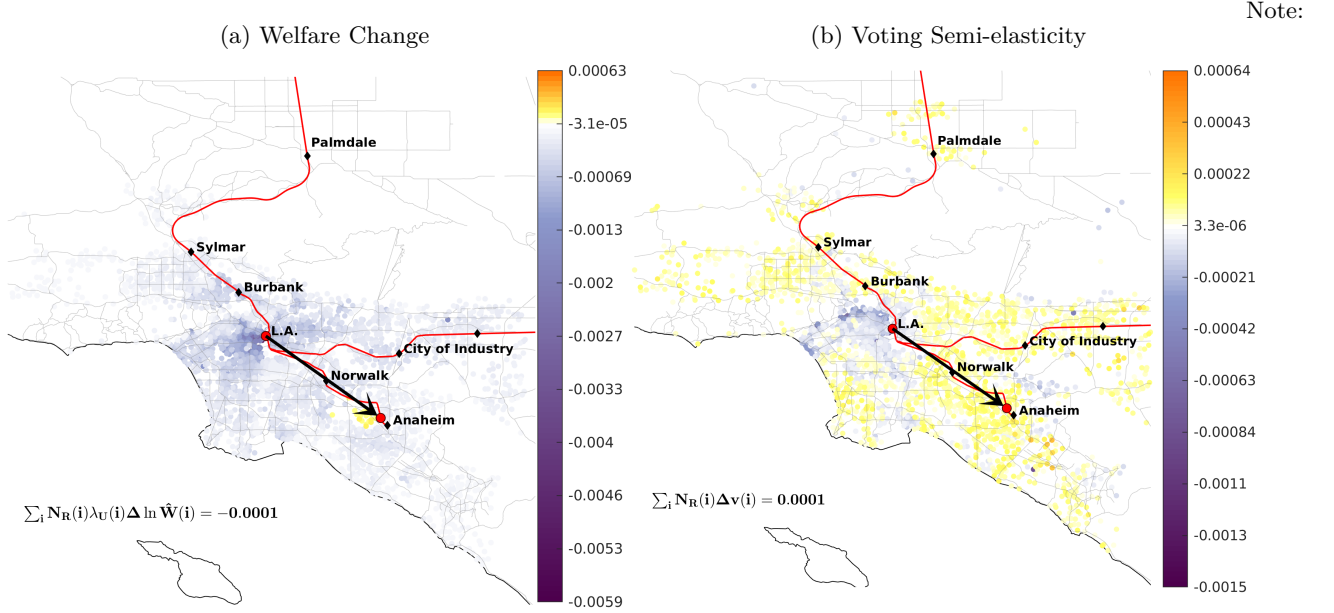 Note:
(a) Welfare Change
(b) Voting Semi-elasticity
Palmdale
Sylmar
Burbank
L.A.
City of Industry
Norwalk
Anaheim
∑ᵢ N_R(i)λ_U(i)Δ ln Ŵ(i) = −0.0001
0.00063
-3.1e-05
-0.00069
-0.0013
-0.002
-0.0027
-0.0033
-0.004
-0.0046
-0.0053
-0.0059
Palmdale
Sylmar
Burbank
L.A.
City of Industry
Norwalk
Anaheim
∑ᵢ N_R(i)Δv(i) = 0.0001
0.00064
0.00043
0.00022
3.3e-06
-0.00021
-0.00042
-0.00063
-0.00084
-0.0011
-0.0013
-0.0015